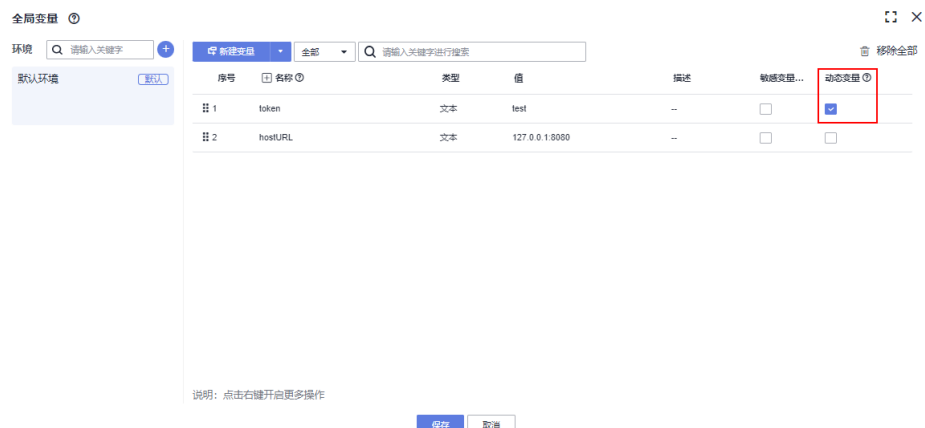 全局变量
环境 请输入关键字
默认环境 默认
新建变量 全部 请输入关键字进行搜索 移除全部
序号 名称 类型 值 描述 敏感变量... 动态变量
1 token 文本 test -- 
2 hostURL 文本 127.0.0.1:8080 --
说明：点击右键开启更多操作
保存 取消